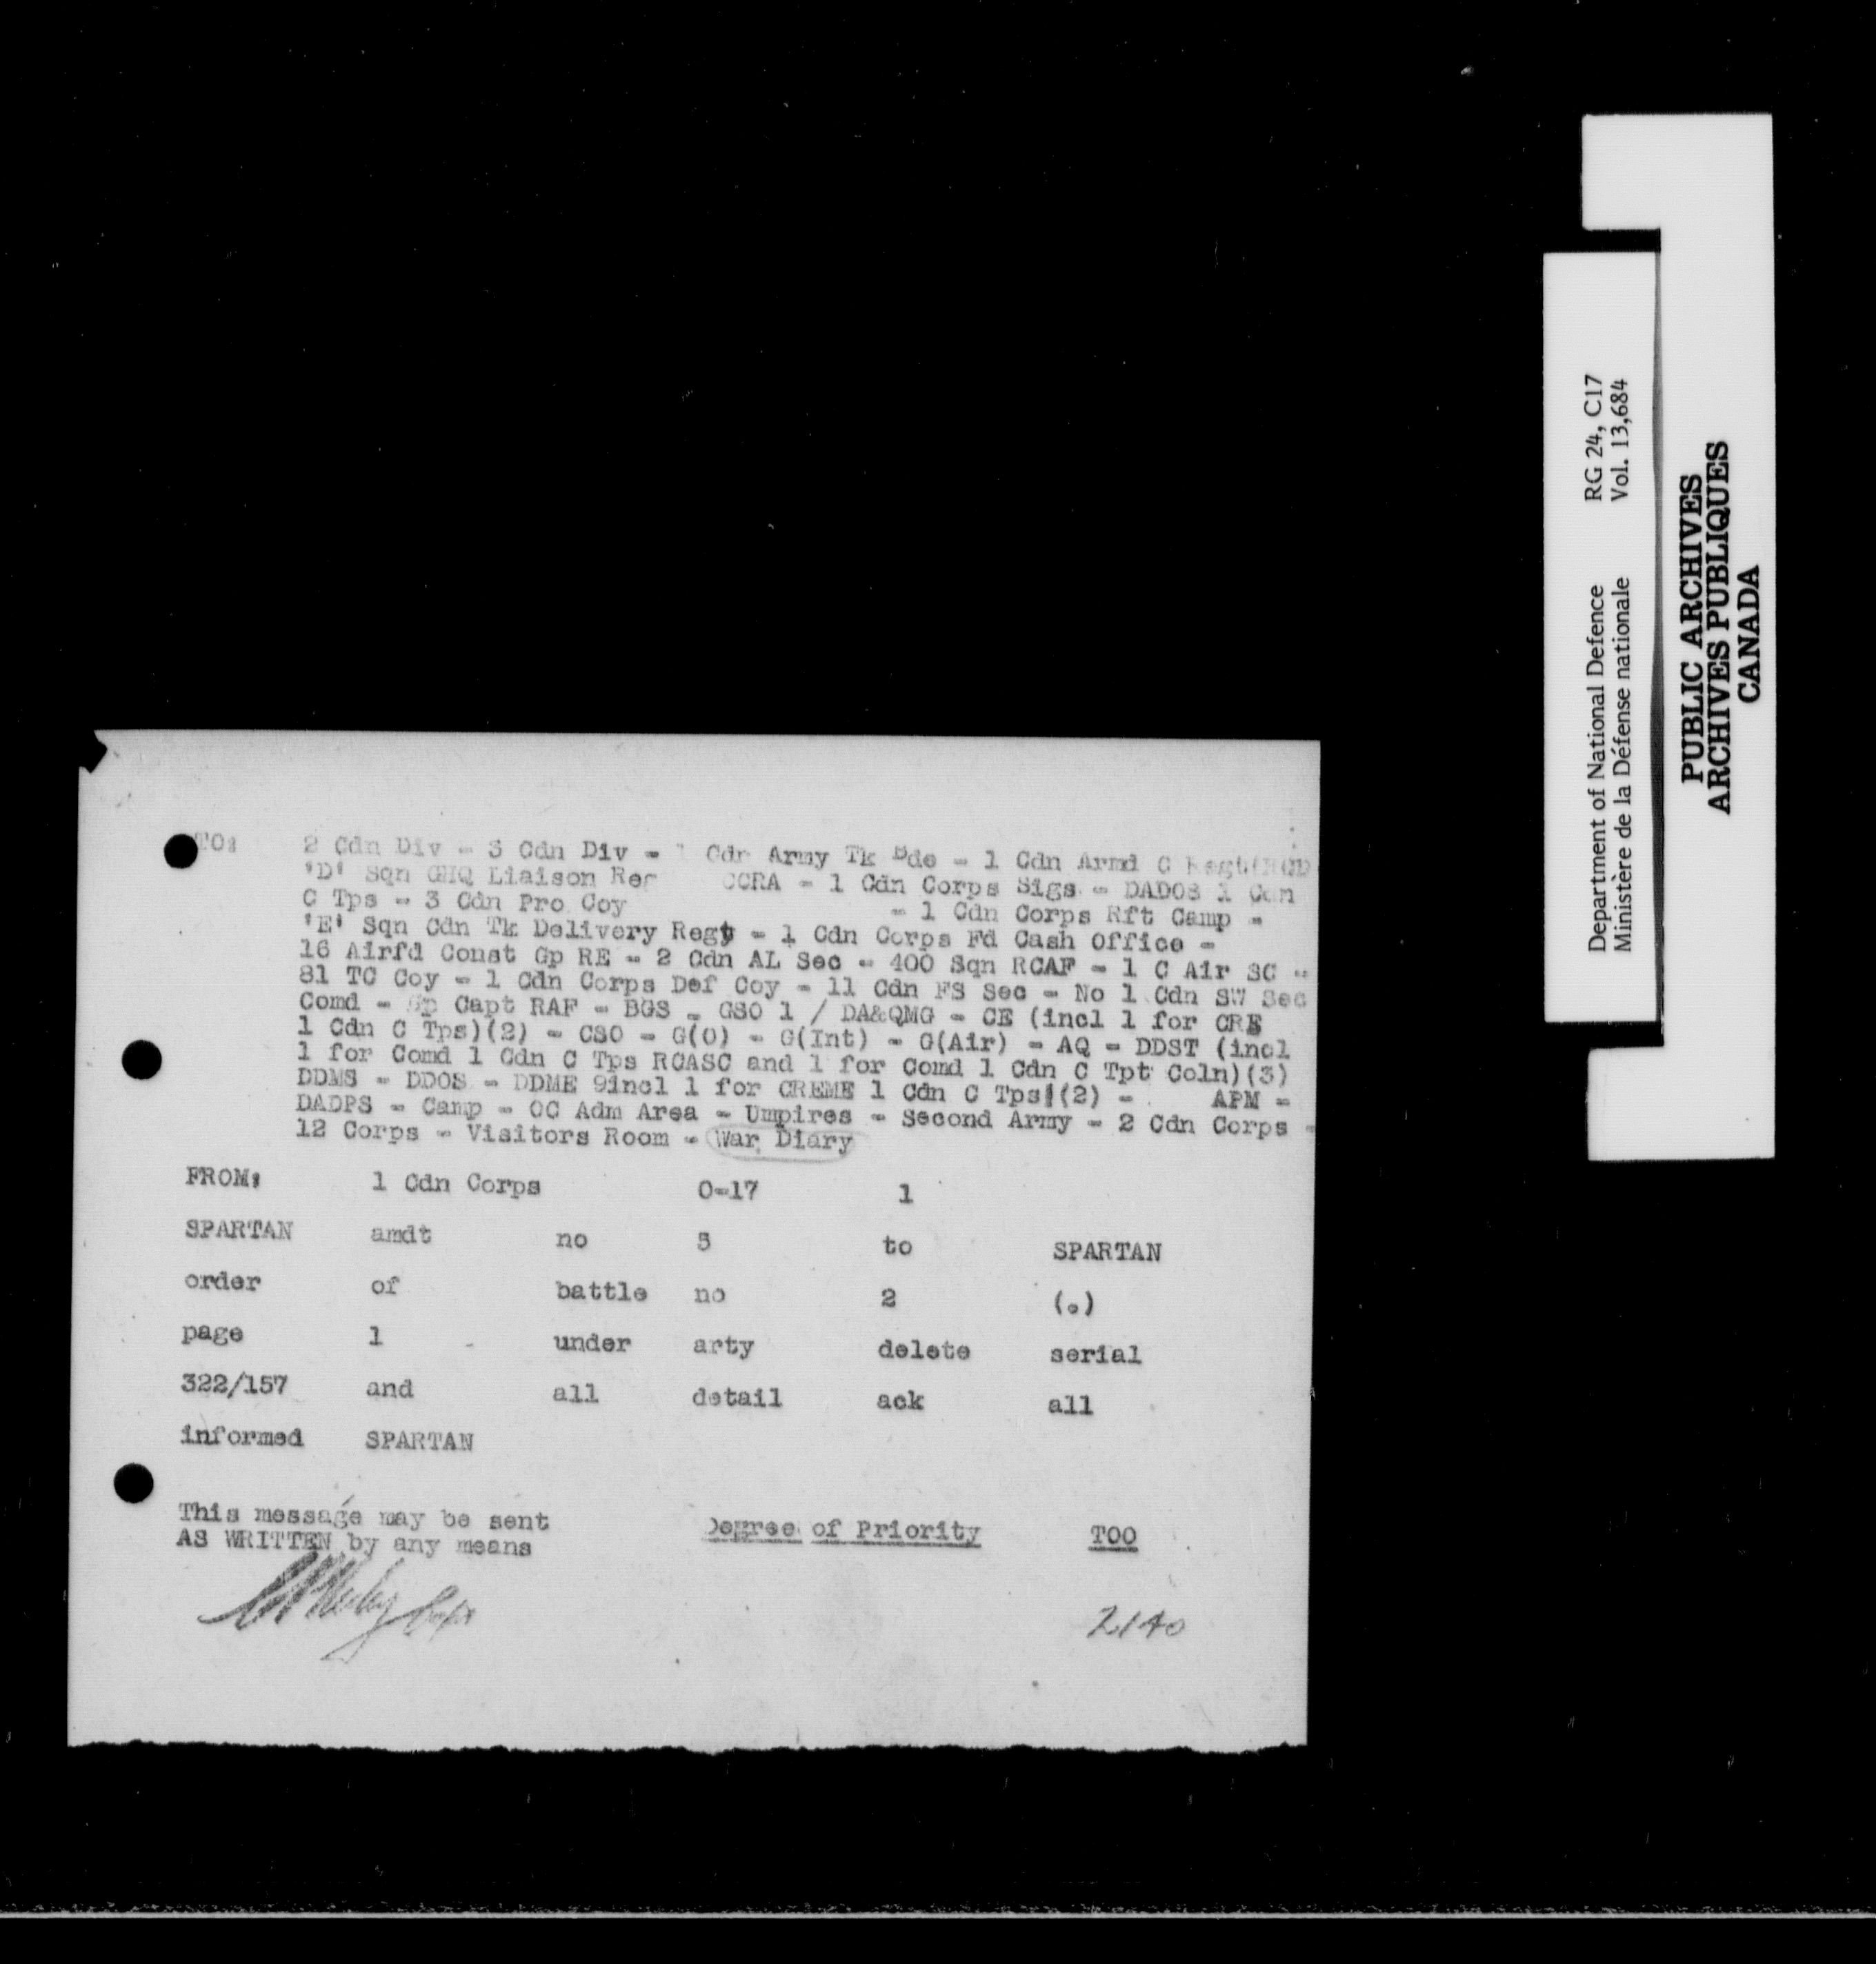 TO: 2 Cdn Div - 3 Cdn Div - 1 Cdn Army Tk Bde - 1 Cdn Armd C Regt(RCD
'D' Sqn GHQ Liaison Reg CCRA - 1 Cdn Corps Sigs - DADOS 1 Cdn
C Tps - 3 Cdn Pro Coy - 1 Cdn Corps Rft Camp -
'E' Sqn Cdn Tk Delivery Regt - 1 Cdn Corps Fd Cash Office -
16 Airfd Const Gp RE - 2 Cdn AL Sec - 400 Sqn RCAF - 1 C Air SC -
81 TC Coy - 1 Cdn Corps Def Coy - 11 Cdn FS Sec - No 1 Cdn SW Sec
Comd - Gp Capt RAF - BGS - GSO 1 / DA&QMG - CE (incl 1 for CRE
1 Cdn C Tps)(2) - CSO - G(O) - G(Int) - G(Air) - AQ - DDST (incl
1 for Comd 1 Cdn C Tps RCASC and 1 for Comd 1 Cdn C Tpt Coln)(3)
DDMS - DDOS - DDME 9incl 1 for CREME 1 Cdn C Tps)(2) - APM -
DADPS - Camp - OC Adm Area - Umpires - Second Army - 2 Cdn Corps -
12 Corps - Visitors Room - War Diary
FROM: 1 Cdn Corps O-17 1
SPARTAN amdt no 5 to SPARTAN
order of battle no 2 (.)
page 1 under arty delete serial
322/157 and all detail ack all
informed SPARTAN
This message may be sent
AS WRITTEN by any means
Degree of Priority TOO
Capt
2140
Department of National Defence RG 24, C17
Ministère de la Défense nationale Vol. 13,684
PUBLIC ARCHIVES
ARCHIVES PUBLIQUES
CANADA